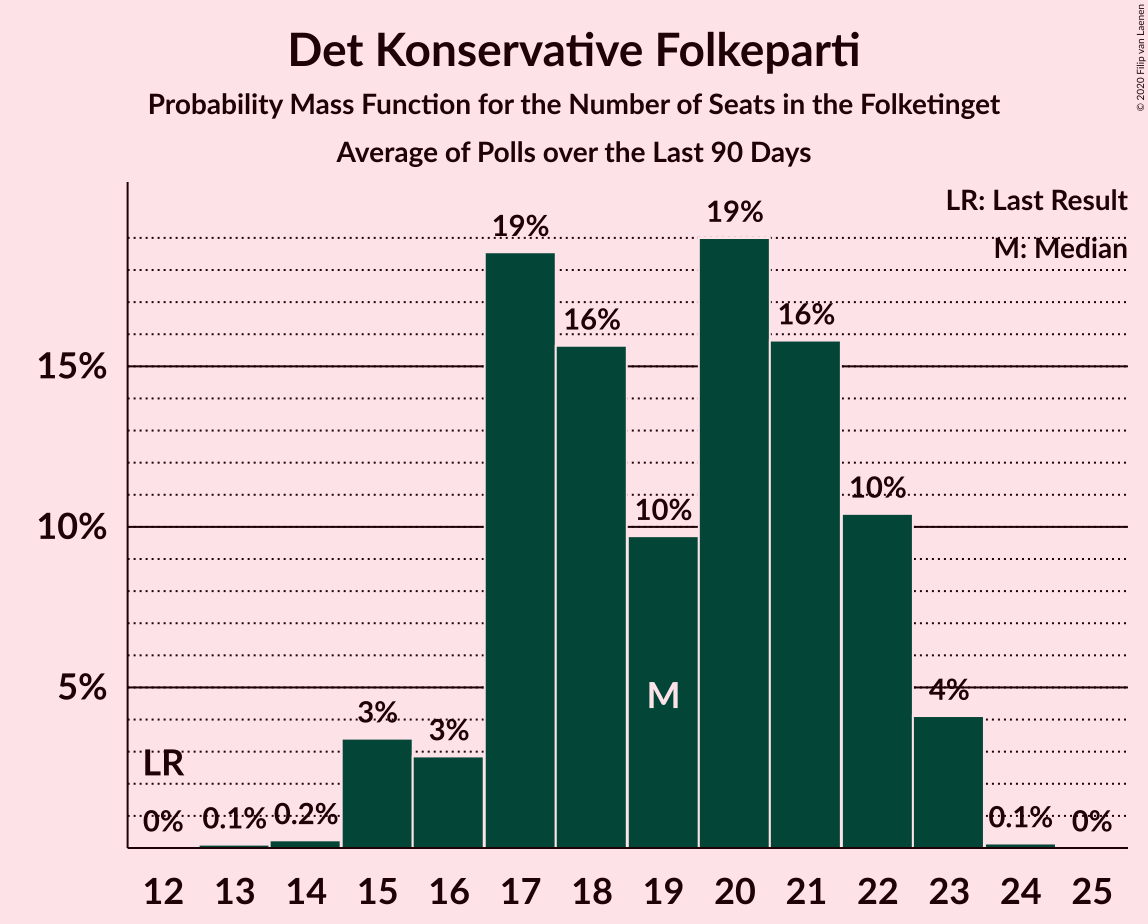 Det Konservative Folkeparti
Probability Mass Function for the Number of Seats in the Folketinget
Average of Polls over the Last 90 Days
© 2020 Filip van Laenen
LR: Last Result
M: Median
19%
19%
16%
16%
15%
10%
10%
10%
5%
4%
3%
3%
M
LR
0%
0.1%
0.2%
0.1%
0%
12 13 14 15 16 17 18 19 20 21 22 23 24 25